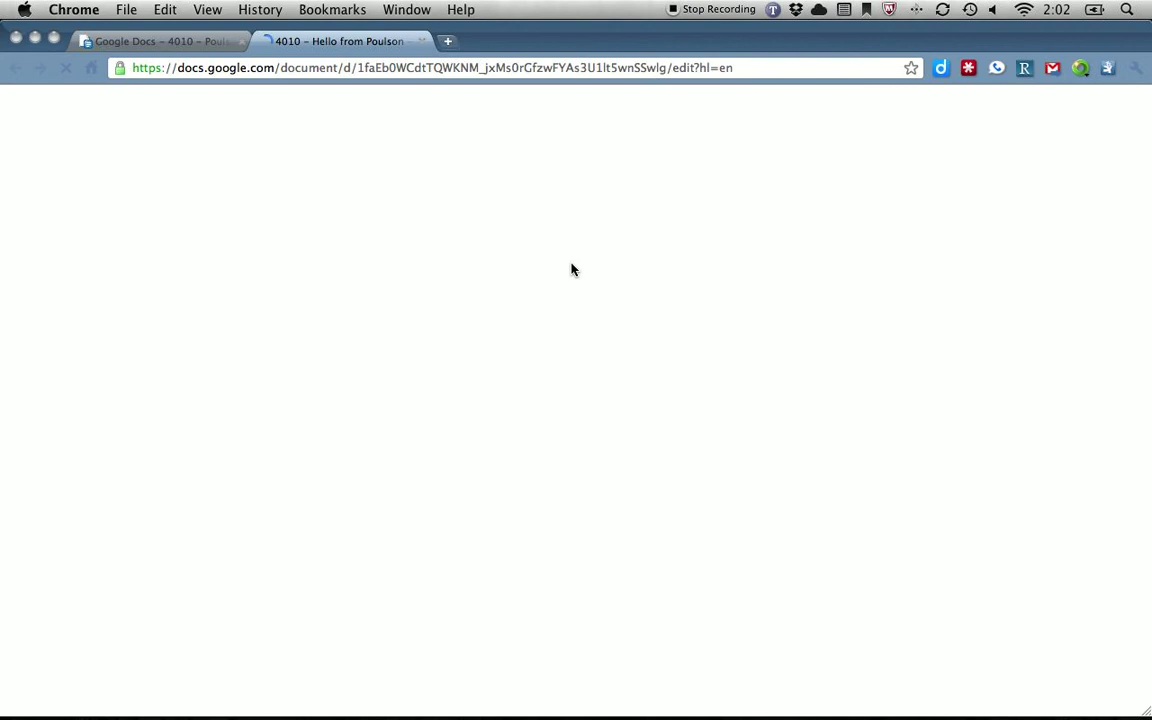 Chrome File Edit View History Bookmarks Window Help Stop Recording 2:02
Google Docs – 4010 – Pouls 4010 – Hello from Poulson –
https://docs.google.com/document/d/1faEb0WCdtTQWKNM_jxMs0rGfzwFYAs3U1lt5wnSSwlg/edit?hl=en